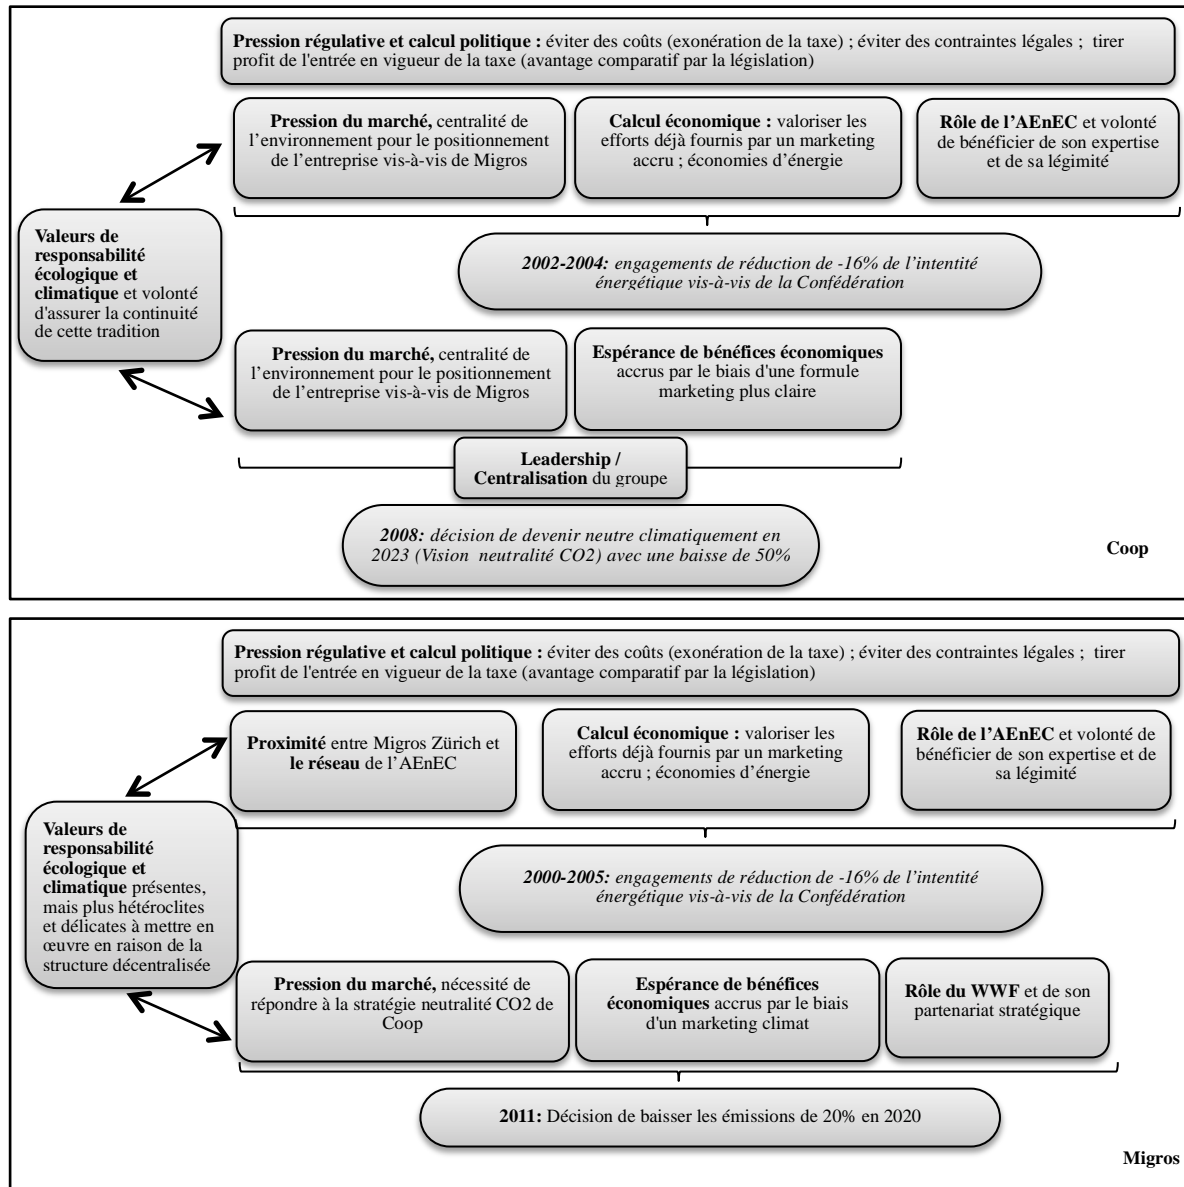 Pression régulative et calcul politique : éviter des coûts (exonération de la taxe) ; éviter des contraintes légales ; tirer
profit de l'entrée en vigueur de la taxe (avantage comparatif par la législation)
Pression du marché, centralité de
l’environnement pour le positionnement
de l’entreprise vis-à-vis de Migros
Calcul économique : valoriser les
efforts déjà fournis par un marketing
accru ; économies d’énergie
Rôle de l’AEnEC et volonté
de bénéficier de son expertise
et de sa légimité
Valeurs de
responsabilité
écologique et
climatique et volonté
d'assurer la continuité
de cette tradition
2002-2004: engagements de réduction de -16% de l’intentité
énergétique vis-à-vis de la Confédération
Pression du marché, centralité de
l’environnement pour le positionnement
de l’entreprise vis-à-vis de Migros
Espérance de bénéfices économiques
accrus par le biais d'une formule
marketing plus claire
Leadership /
Centralisation du groupe
2008: décision de devenir neutre climatiquement en
2023 (Vision neutralité CO2) avec une baisse de 50%
Coop
Pression régulative et calcul politique : éviter des coûts (exonération de la taxe) ; éviter des contraintes légales ; tirer
profit de l'entrée en vigueur de la taxe (avantage comparatif par la législation)
Proximité entre Migros Zürich et
le réseau de l’AEnEC
Calcul économique : valoriser les
efforts déjà fournis par un marketing
accru ; économies d’énergie
Rôle de l’AEnEC et volonté de
bénéficier de son expertise et de
sa légimité
Valeurs de
responsabilité
écologique et
climatique présentes,
mais plus hétéroclites
et délicates à mettre en
œuvre en raison de la
structure décentralisée
2000-2005: engagements de réduction de -16% de l’intentité
énergétique vis-à-vis de la Confédération
Pression du marché, nécessité de
répondre à la stratégie neutralité CO2 de
Coop
Espérance de bénéfices
économiques accrus par le biais
d'un marketing climat
Rôle du WWF et de son
partenariat stratégique
2011: Décision de baisser les émissions de 20% en 2020
Migros